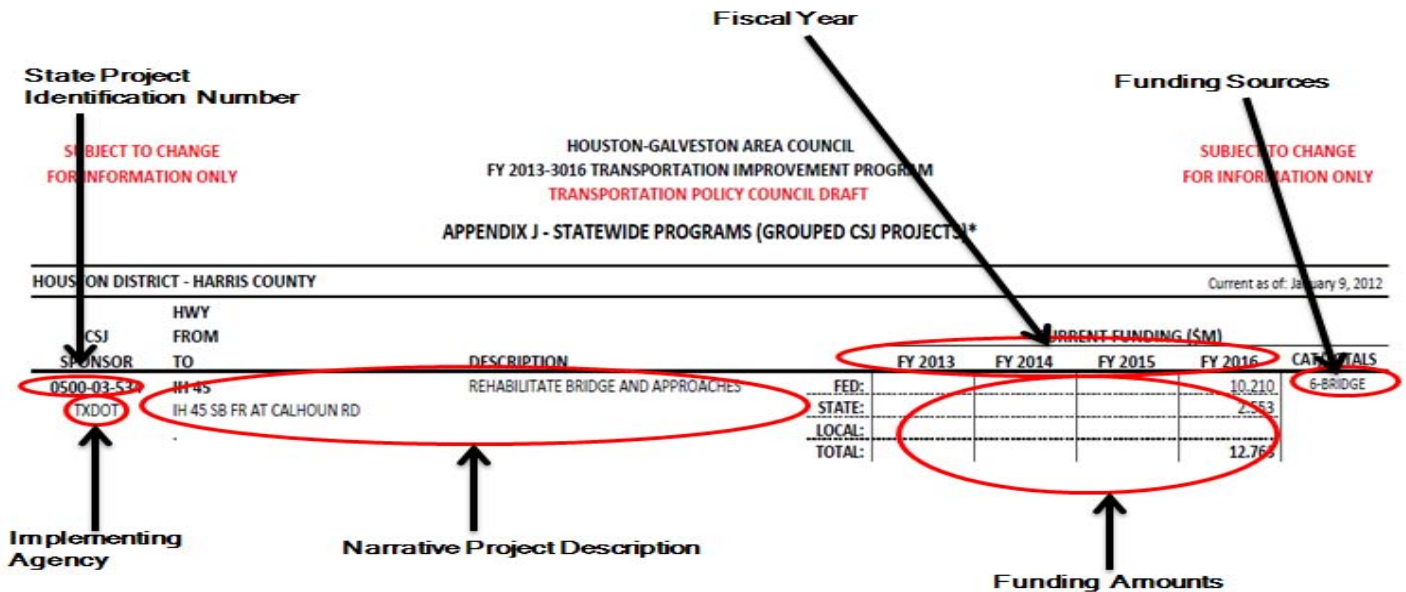 Fiscal Year
State Project
Identification Number
Funding Sources
SUBJECT TO CHANGE
FOR INFORMATION ONLY
HOUSTON-GALVESTON AREA COUNCIL
FY 2013-3016 TRANSPORTATION IMPROVEMENT PROGRAM
TRANSPORTATION POLICY COUNCIL DRAFT
SUBJECT TO CHANGE
FOR INFORMATION ONLY
APPENDIX J - STATEWIDE PROGRAMS (GROUPED CSJ PROJECTS)*
HOUSTON DISTRICT - HARRIS COUNTY Current as of: January 9, 2012
HWY
CSJ FROM CURRENT FUNDING ($M)
SPONSOR TO DESCRIPTION FY 2013 FY 2014 FY 2015 FY 2016 CAT TOTALS
0500-03-534 IH 45 REHABILITATE BRIDGE AND APPROACHES FED: 10.210 6-BRIDGE
TXDOT IH 45 SB FR AT CALHOUN RD STATE: 2.553
. LOCAL:
TOTAL: 12.763
Implementing
Agency
Narrative Project Description
Funding Amounts